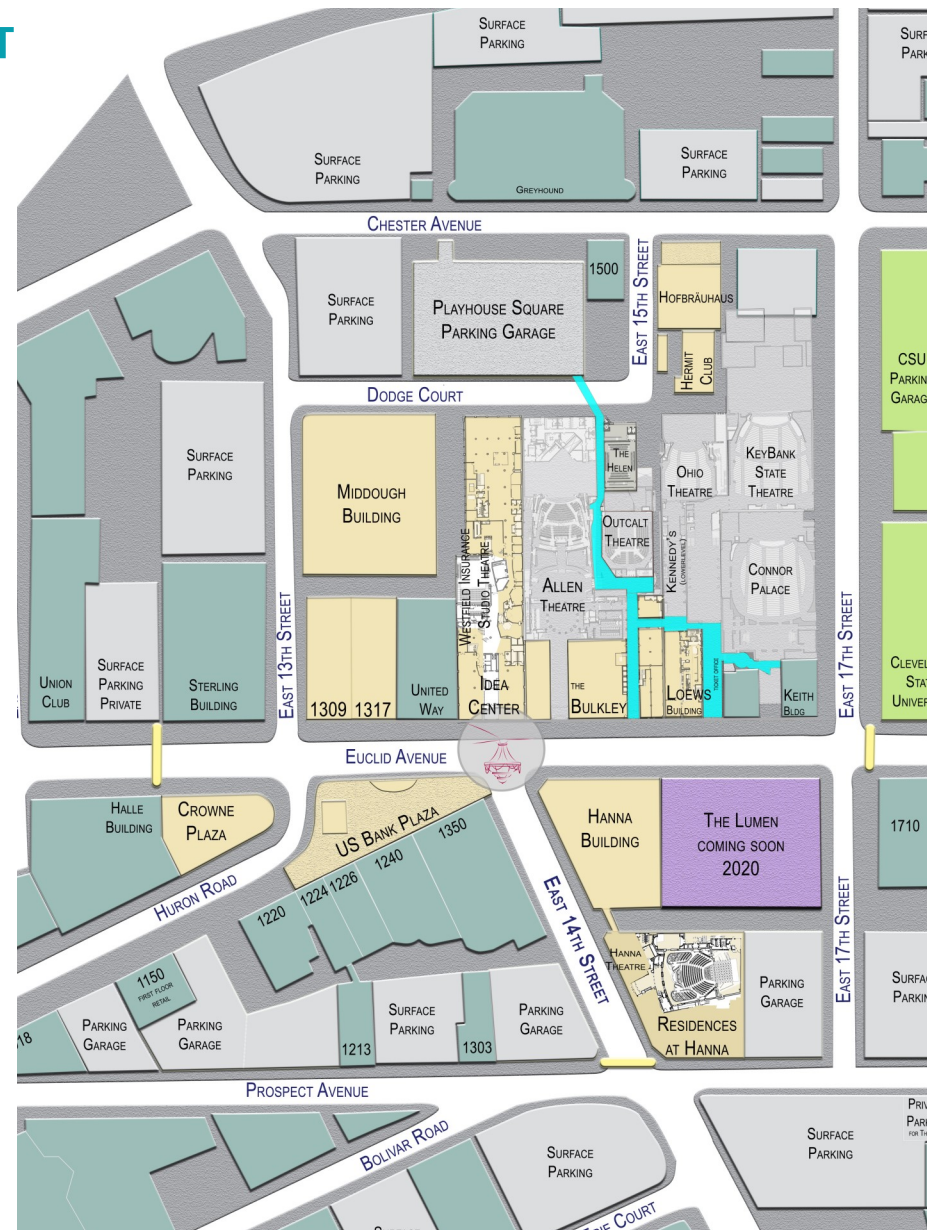 T
SURFACE
PARKING
SURFACE
PARKING
GREYHOUND
SURFACE
PARKING
CHESTER AVENUE
SURFACE
PARKING
PLAYHOUSE SQUARE
PARKING GARAGE
1500
EAST 15TH STREET
HOFBRÄUHAUS
HERMIT
CLUB
CSU
PARKING
GARAGE
DODGE COURT
SURFACE
PARKING
MIDDOUGH
BUILDING
WESTFIELD INSURANCE
STUDIO THEATRE
THE
HELEN
OUTCALT
THEATRE
ALLEN
THEATRE
OHIO
THEATRE
KENNEDY'S
(LOWER LEVEL)
KEYBANK
STATE
THEATRE
CONNOR
PALACE
UNION
CLUB
SURFACE
PARKING
PRIVATE
STERLING
BUILDING
EAST 13TH STREET
1309
1317
UNITED
WAY
IDEA
CENTER
THE
BULKLEY
LOEWS
BUILDING
TICKET OFFICE
KEITH
BLDG
EAST 17TH STREET
EUCLID AVENUE
HALLE
BUILDING
CROWNE
PLAZA
US BANK PLAZA
HURON ROAD
1220
1224
1226
1240
1350
EAST 14TH STREET
HANNA
BUILDING
THE LUMEN
COMING SOON
2020
1710
HANNA
THEATRE
RESIDENCES
AT HANNA
PARKING
GARAGE
EAST 17TH STREET
18
PARKING
GARAGE
1150
FIRST FLOOR
RETAIL
PARKING
GARAGE
1213
SURFACE
PARKING
1303
PARKING
GARAGE
PROSPECT AVENUE
BOLIVAR ROAD
SURFACE
PARKING
SURFACE
PARKING
COURT